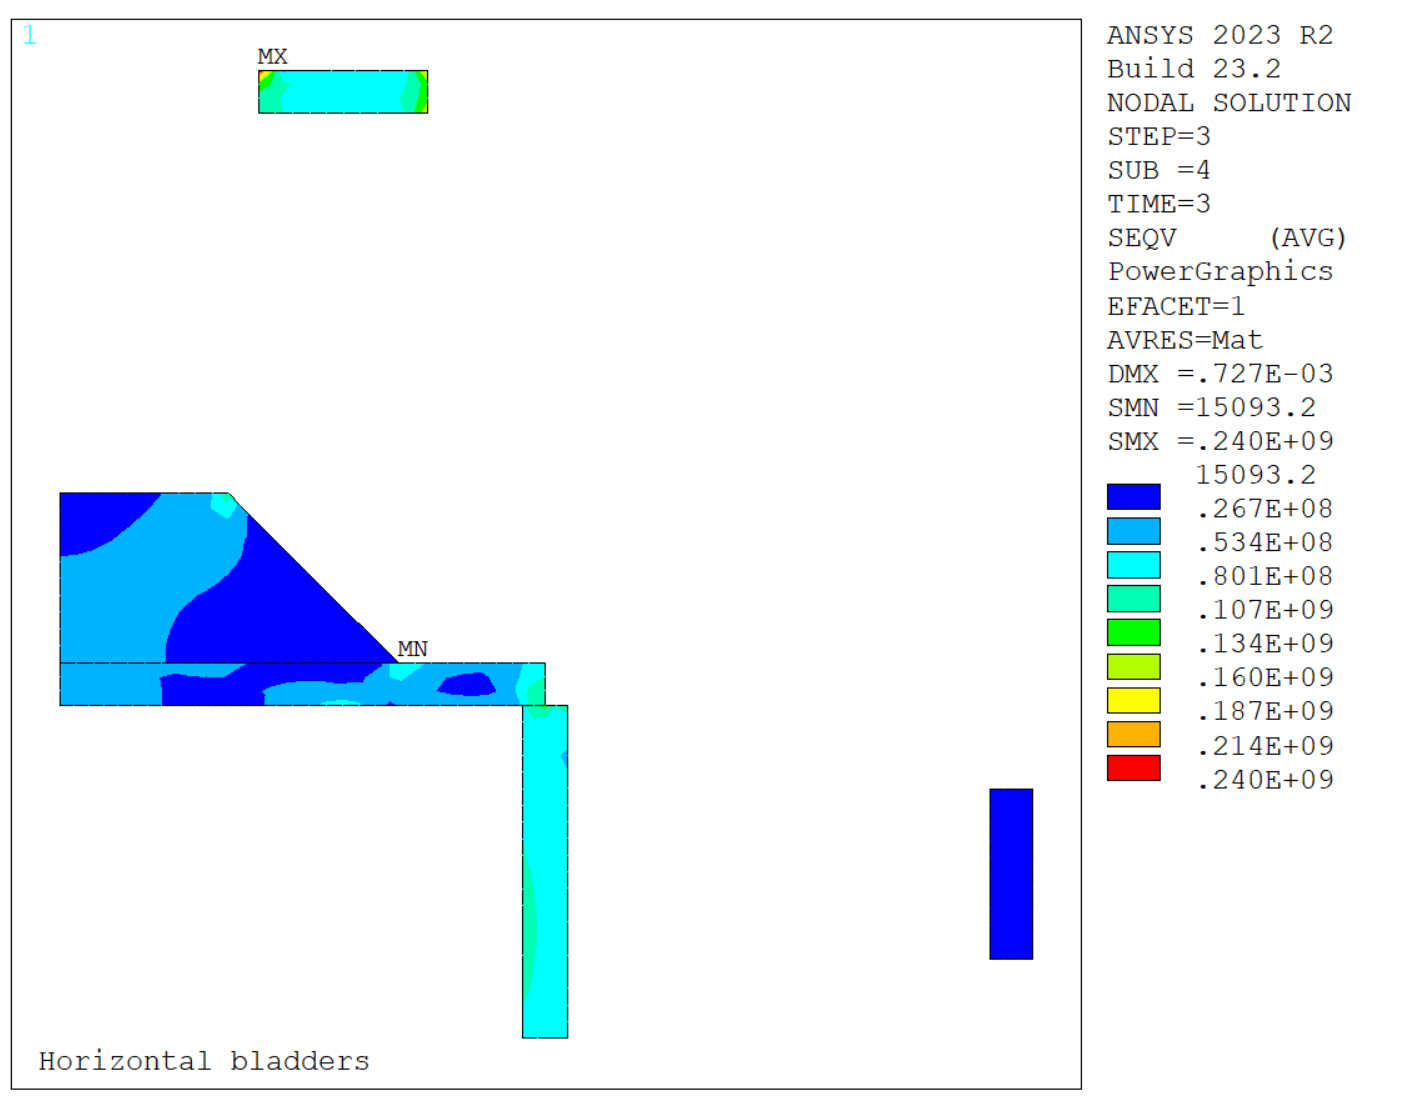 1
MX
MN
Horizontal bladders
ANSYS 2023 R2
Build 23.2
NODAL SOLUTION
STEP=3
SUB =4
TIME=3
SEQV (AVG)
PowerGraphics
EFACET=1
AVRES=Mat
DMX =.727E-03
SMN =15093.2
SMX =.240E+09
15093.2
.267E+08
.534E+08
.801E+08
.107E+09
.134E+09
.160E+09
.187E+09
.214E+09
.240E+09